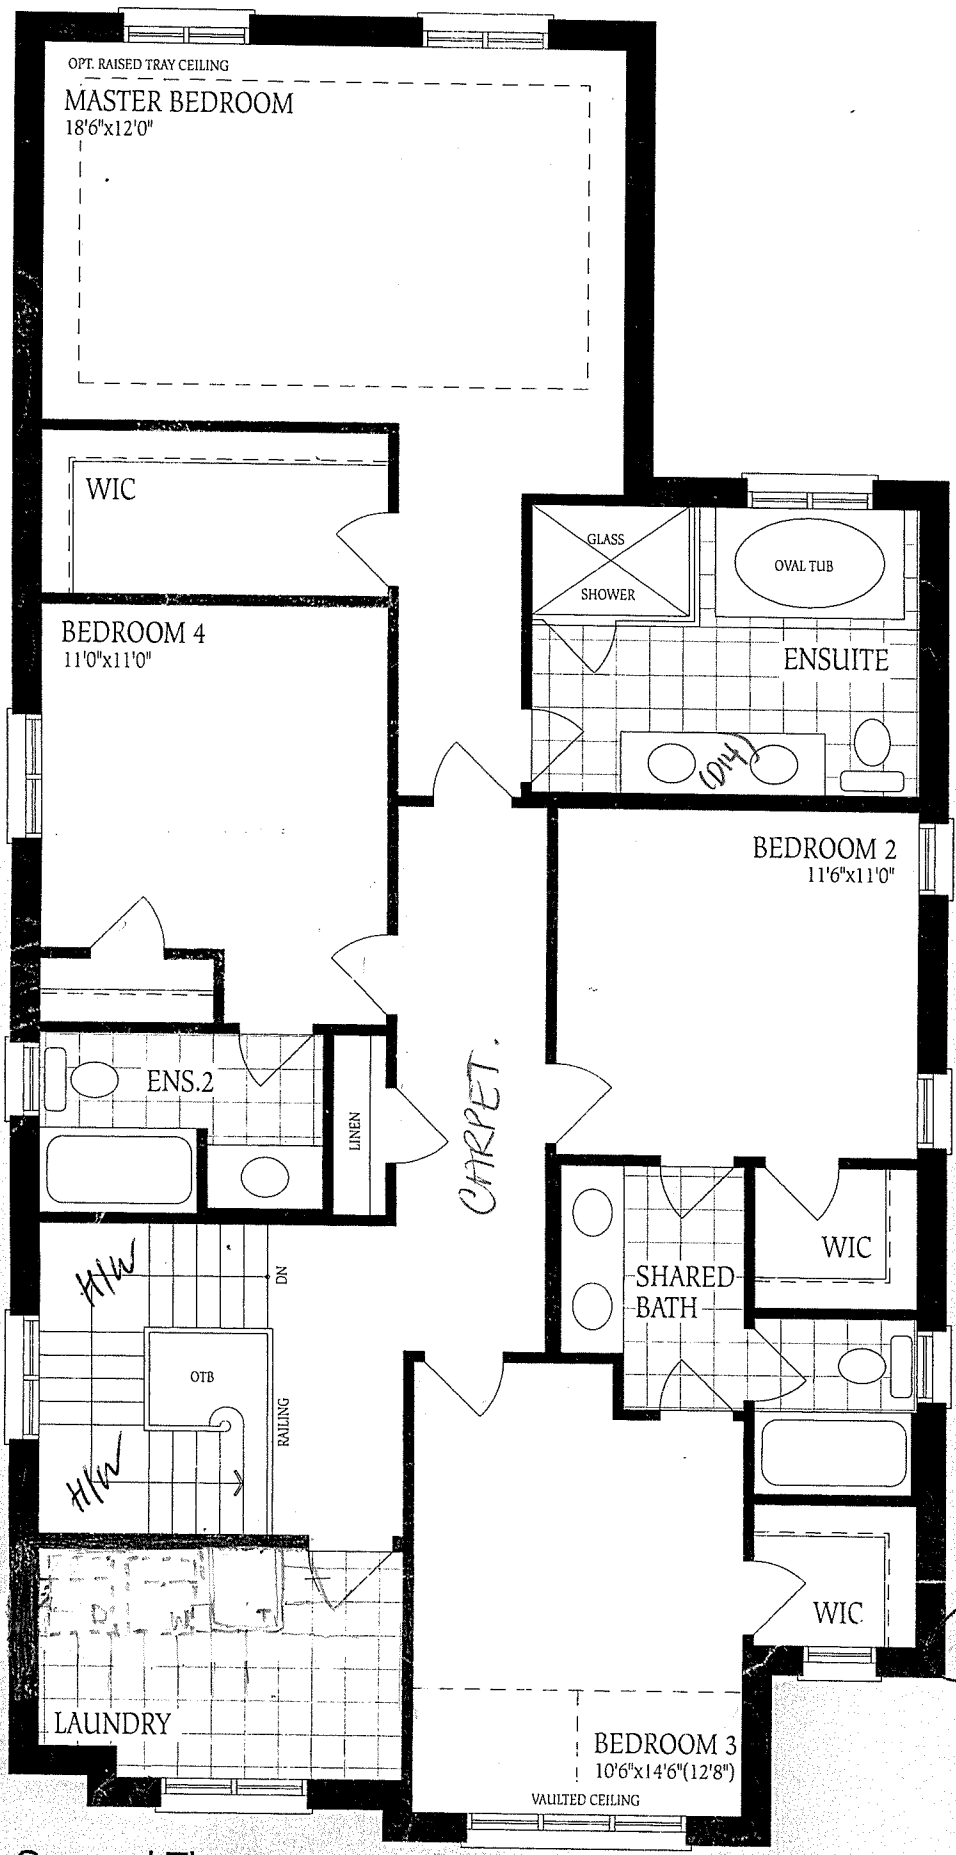 OPT. RAISED TRAY CEILING
MASTER BEDROOM
18'6"x12'0"
WIC
GLASS
SHOWER
OVAL TUB
ENSUITE
(D14)
BEDROOM 4
11'0"x11'0"
BEDROOM 2
11'6"x11'0"
ENS.2
LINEN
CARPET.
WIC
SHARED
BATH
H/W
DN
OTB
RAILING
H/W
D
W
T
WIC
LAUNDRY
BEDROOM 3
10'6"x14'6"(12'8")
VAULTED CEILING